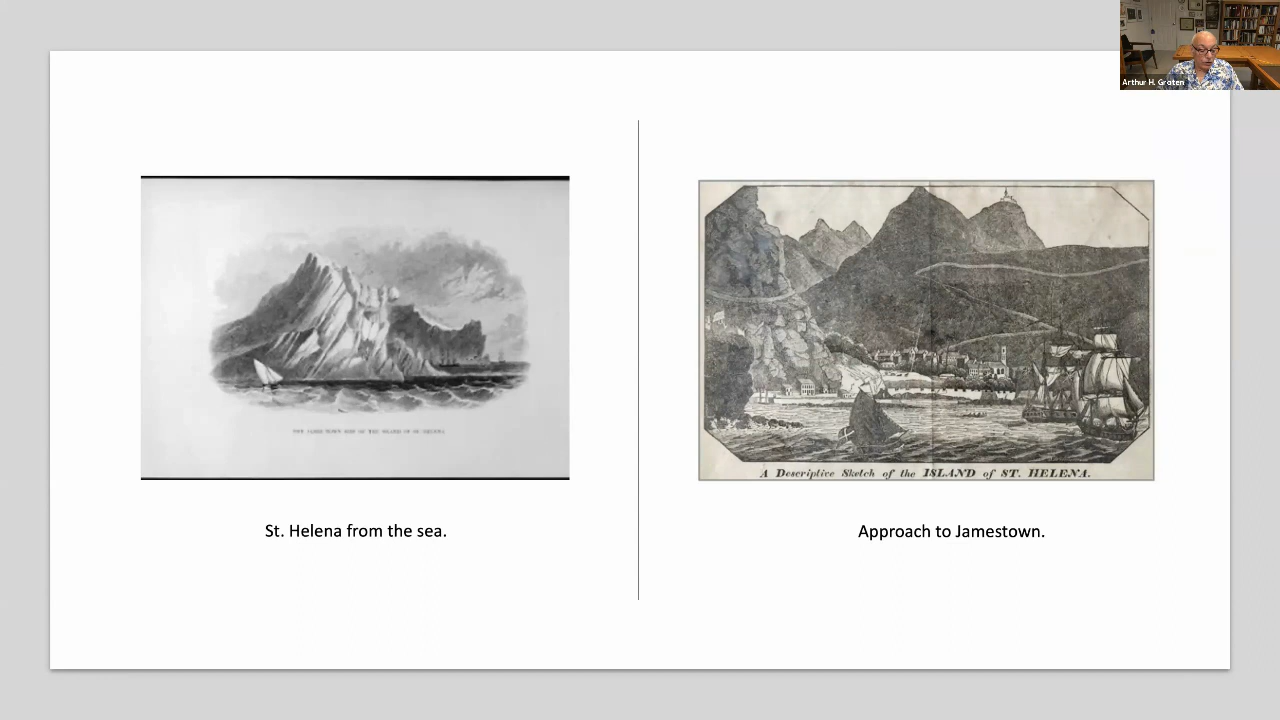 Arthur H. Groten
A Descriptive Sketch of the ISLAND of ST. HELENA.
St. Helena from the sea.
Approach to Jamestown.